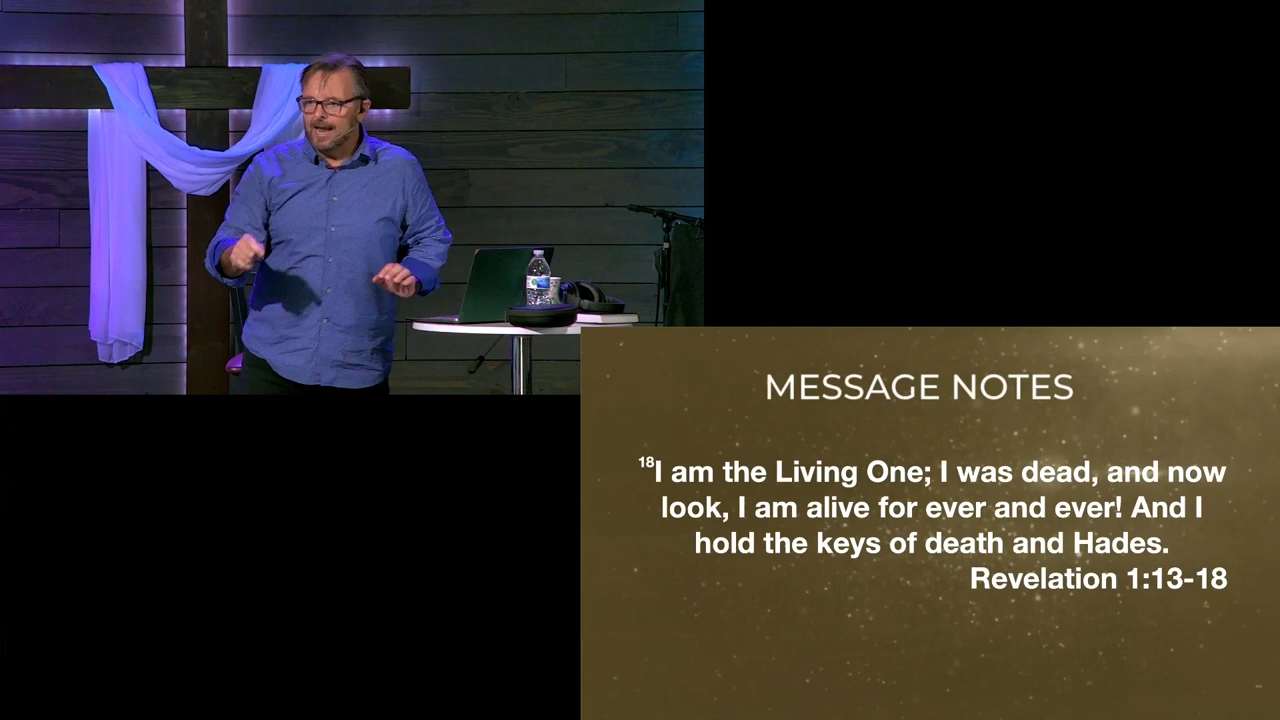 MESSAGE NOTES
18I am the Living One; I was dead, and now
look, I am alive for ever and ever! And I
hold the keys of death and Hades.
Revelation 1:13-18